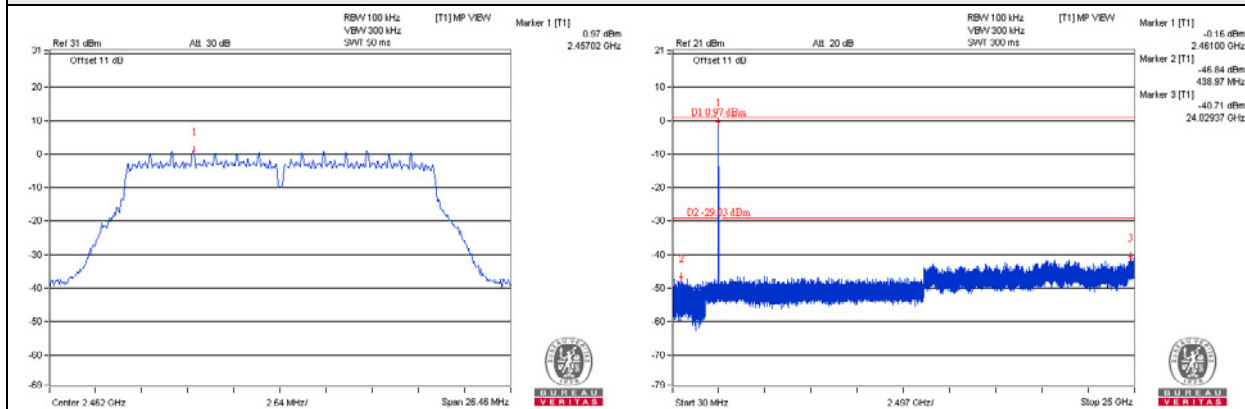 RBW 100 kHz [T1] MP VIEW
VBW 300 kHz
Ref 31 dBm Att 30 dB SWT 50 ms
Marker 1 [T1]
0.97 dBm
2.45702 GHz
31
Offset 11 dB
20
10
0
-10
-20
-30
-40
-50
-60
-69
1
Center 2.462 GHz 2.64 MHz/ Span 26.46 MHz
BUREAU VERITAS
1828
BUREAU
VERITAS
RBW 100 kHz [T1] MP VIEW
VBW 300 kHz
Ref 21 dBm Att 20 dB SWT 300 ms
Marker 1 [T1]
-0.16 dBm
2.46100 GHz
Marker 2 [T1]
-46.84 dBm
438.97 MHz
Marker 3 [T1]
-40.71 dBm
24.02937 GHz
21
Offset 11 dB
10
0
-10
-20
-30
-40
-50
-60
-70
-79
1
D1 0.97 dBm
D2 -29.03 dBm
2
3
Start 30 MHz 2.497 GHz/ Stop 25 GHz
BUREAU VERITAS
1828
BUREAU
VERITAS